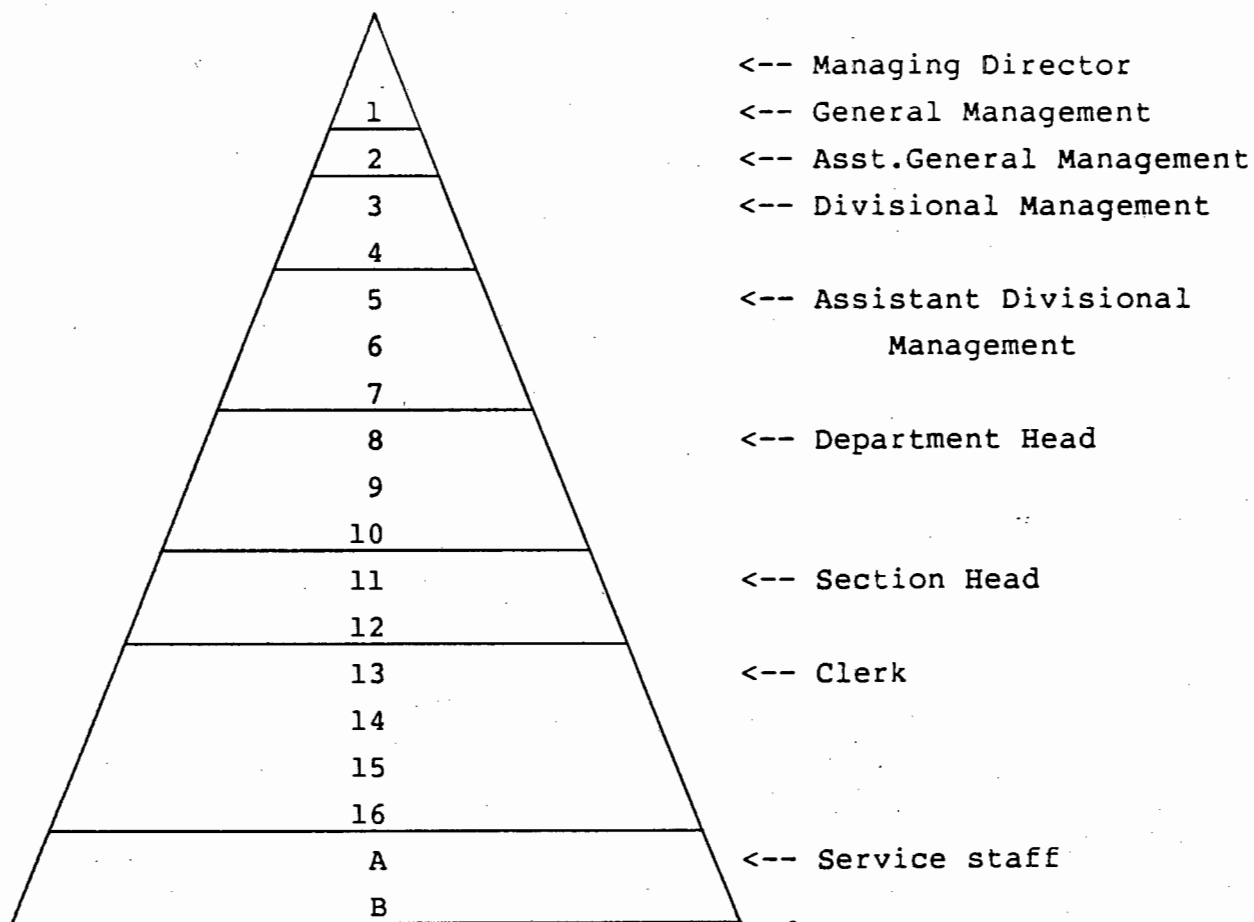 <-- Managing Director
1 <-- General Management
2 <-- Asst.General Management
3 <-- Divisional Management
4
5 <-- Assistant Divisional
6 Management
7
8 <-- Department Head
9
10
11 <-- Section Head
12
13 <-- Clerk
14
15
16
A <-- Service staff
B